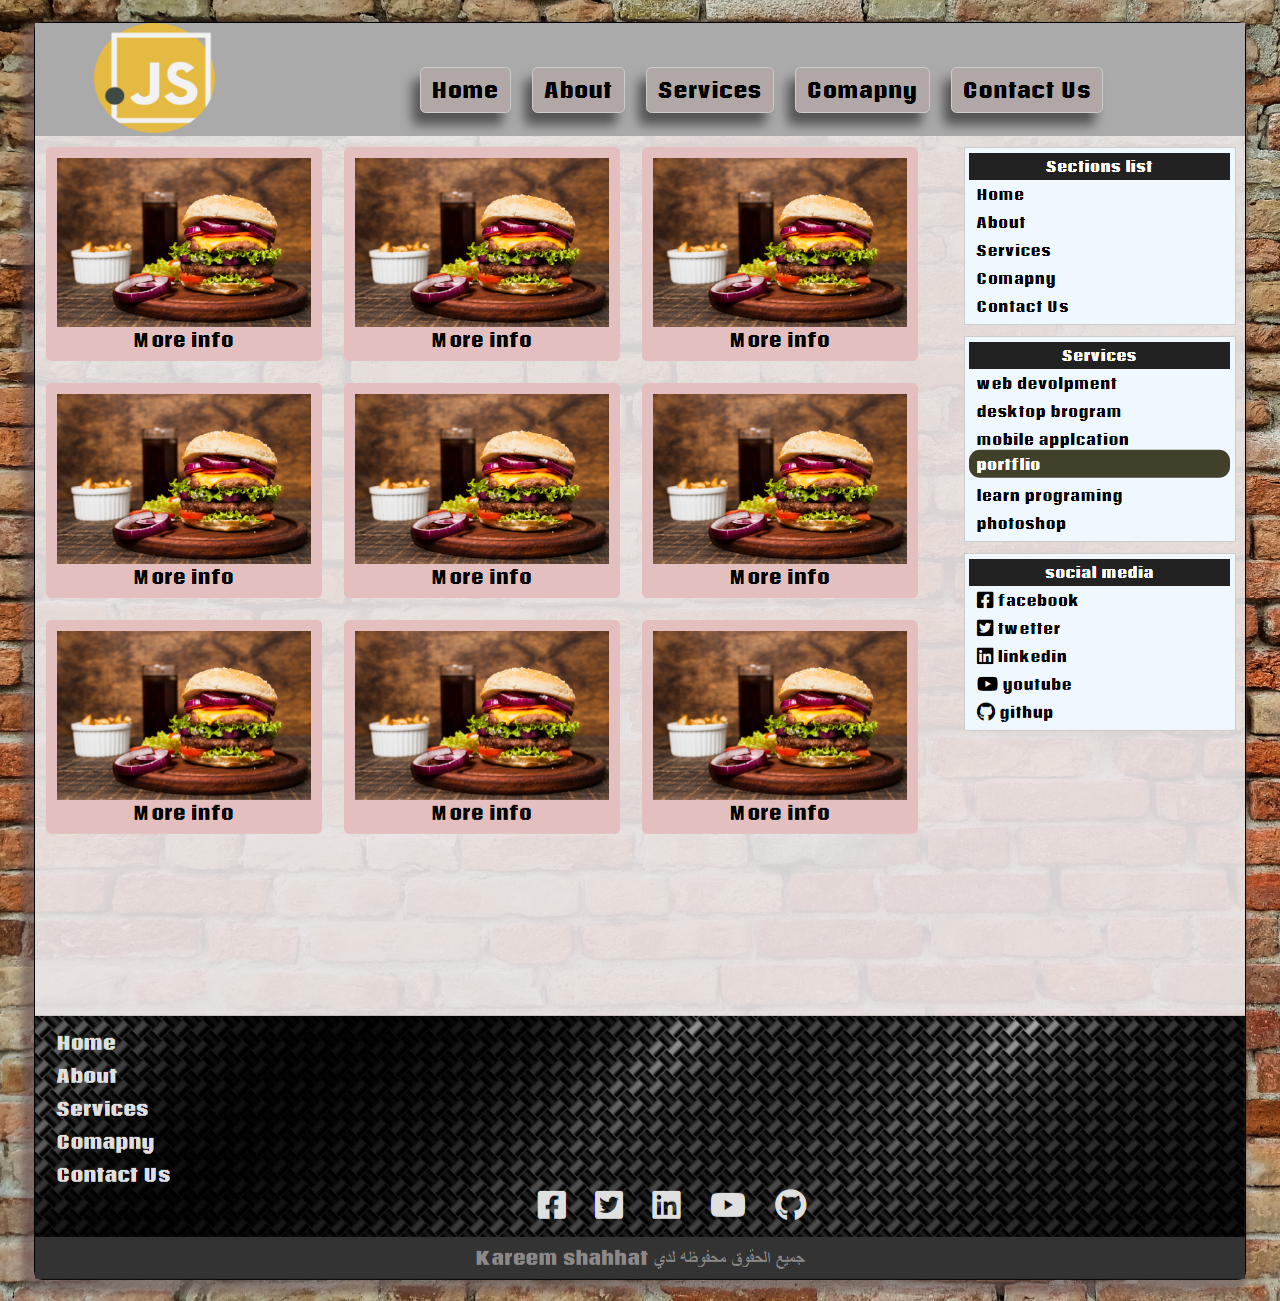 JS
Home About Services Comapny Contact Us
More info More info More info
More info More info More info
More info More info More info
Sections list
Home
About
Services
Comapny
Contact Us
Services
web devolpment
desktop brogram
mobile applcation
portflio
learn programing
photoshop
social media
facebook
twetter
linkedin
youtube
githup
Home
About
Services
Comapny
Contact Us
in
Kareem shahhat جميع الحقوق محفوظه لدي